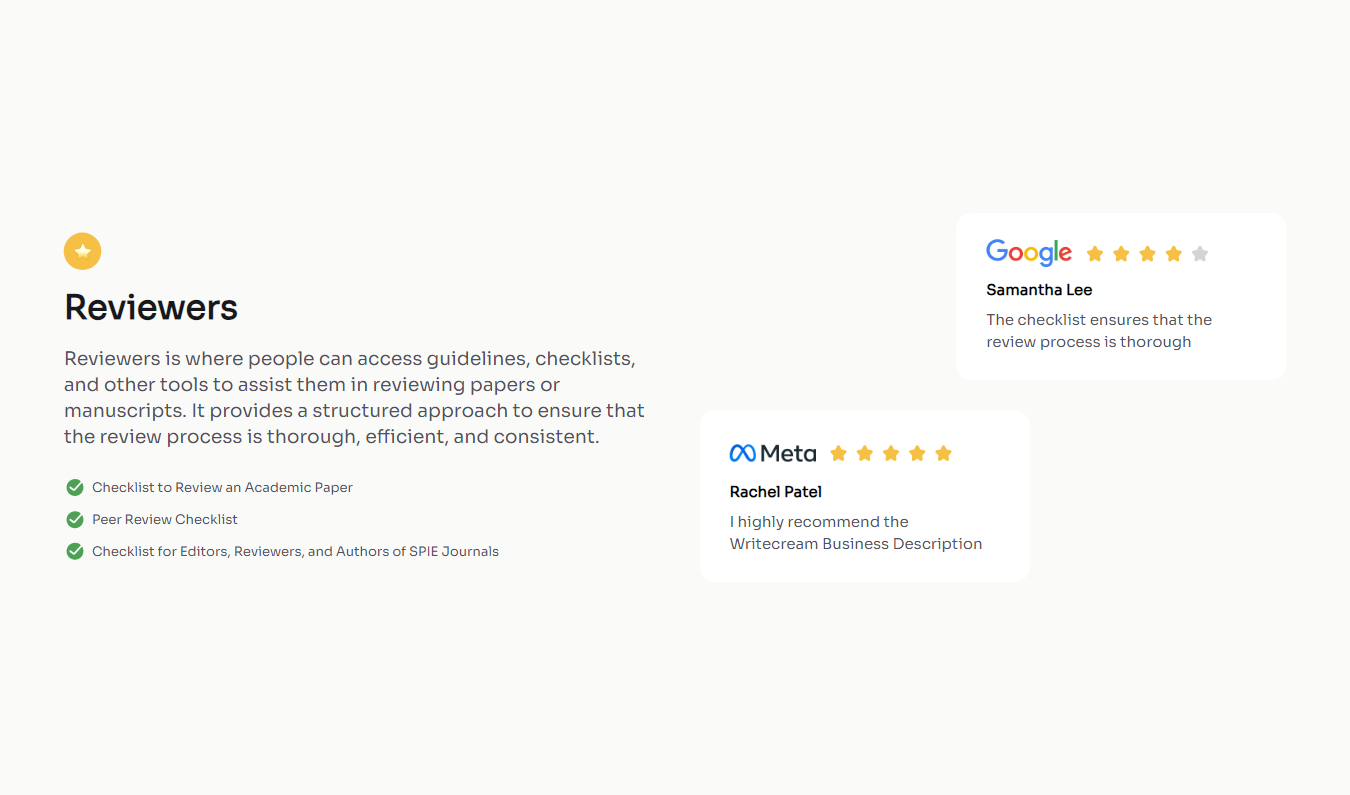 Reviewers
Reviewers is where people can access guidelines, checklists,
and other tools to assist them in reviewing papers or
manuscripts. It provides a structured approach to ensure that
the review process is thorough, efficient, and consistent.
Checklist to Review an Academic Paper
Peer Review Checklist
Checklist for Editors, Reviewers, and Authors of SPIE Journals
Google
Samantha Lee
The checklist ensures that the
review process is thorough
Meta
Rachel Patel
I highly recommend the
Writecream Business Description